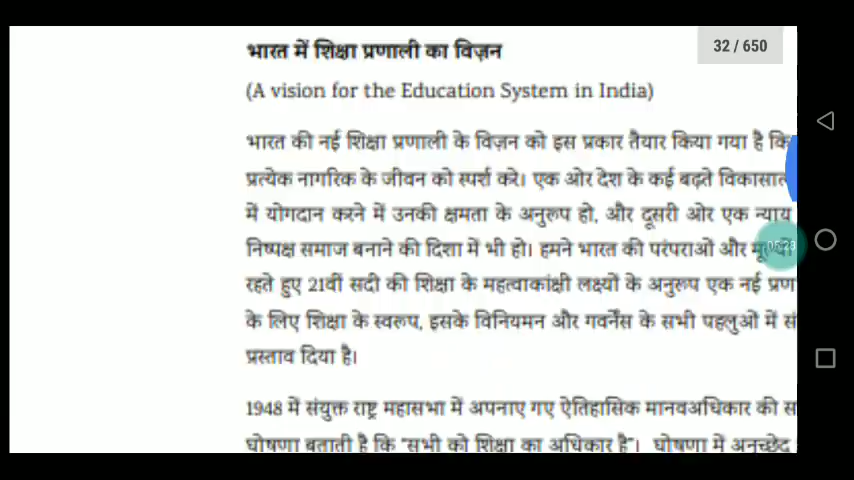 भारत में शिक्षा प्रणाली का विज़न
32 / 650
(A vision for the Education System in India)
भारत की नई शिक्षा प्रणाली के विज़न को इस प्रकार तैयार किया गया है कि
प्रत्येक नागरिक के जीवन को स्पर्श करे। एक ओर देश के कई बढ़ते
में योगदान करने में उनकी क्षमता के अनुरूप हो, और दूसरी ओर एक न्याय
निष्पक्ष समाज बनाने की दिशा में भी हो। हमने भारत की परंपराओं और
05:23
रहते हुए 21वीं सदी की शिक्षा के महत्वाकांक्षी लक्ष्यों के अनुरूप एक नई
के लिए शिक्षा के स्वरुप, इसके विनियमन और गवर्नेंस के सभी पहलुओं में
प्रस्ताव दिया है।
1948 में संयुक्त राष्ट्र महासभा में अपनाए गए ऐतिहासिक मानवअधिकार की
घोषणा बताती है कि "सभी को शिक्षा का अधिकार है"। घोषणा में अनुच्छेद